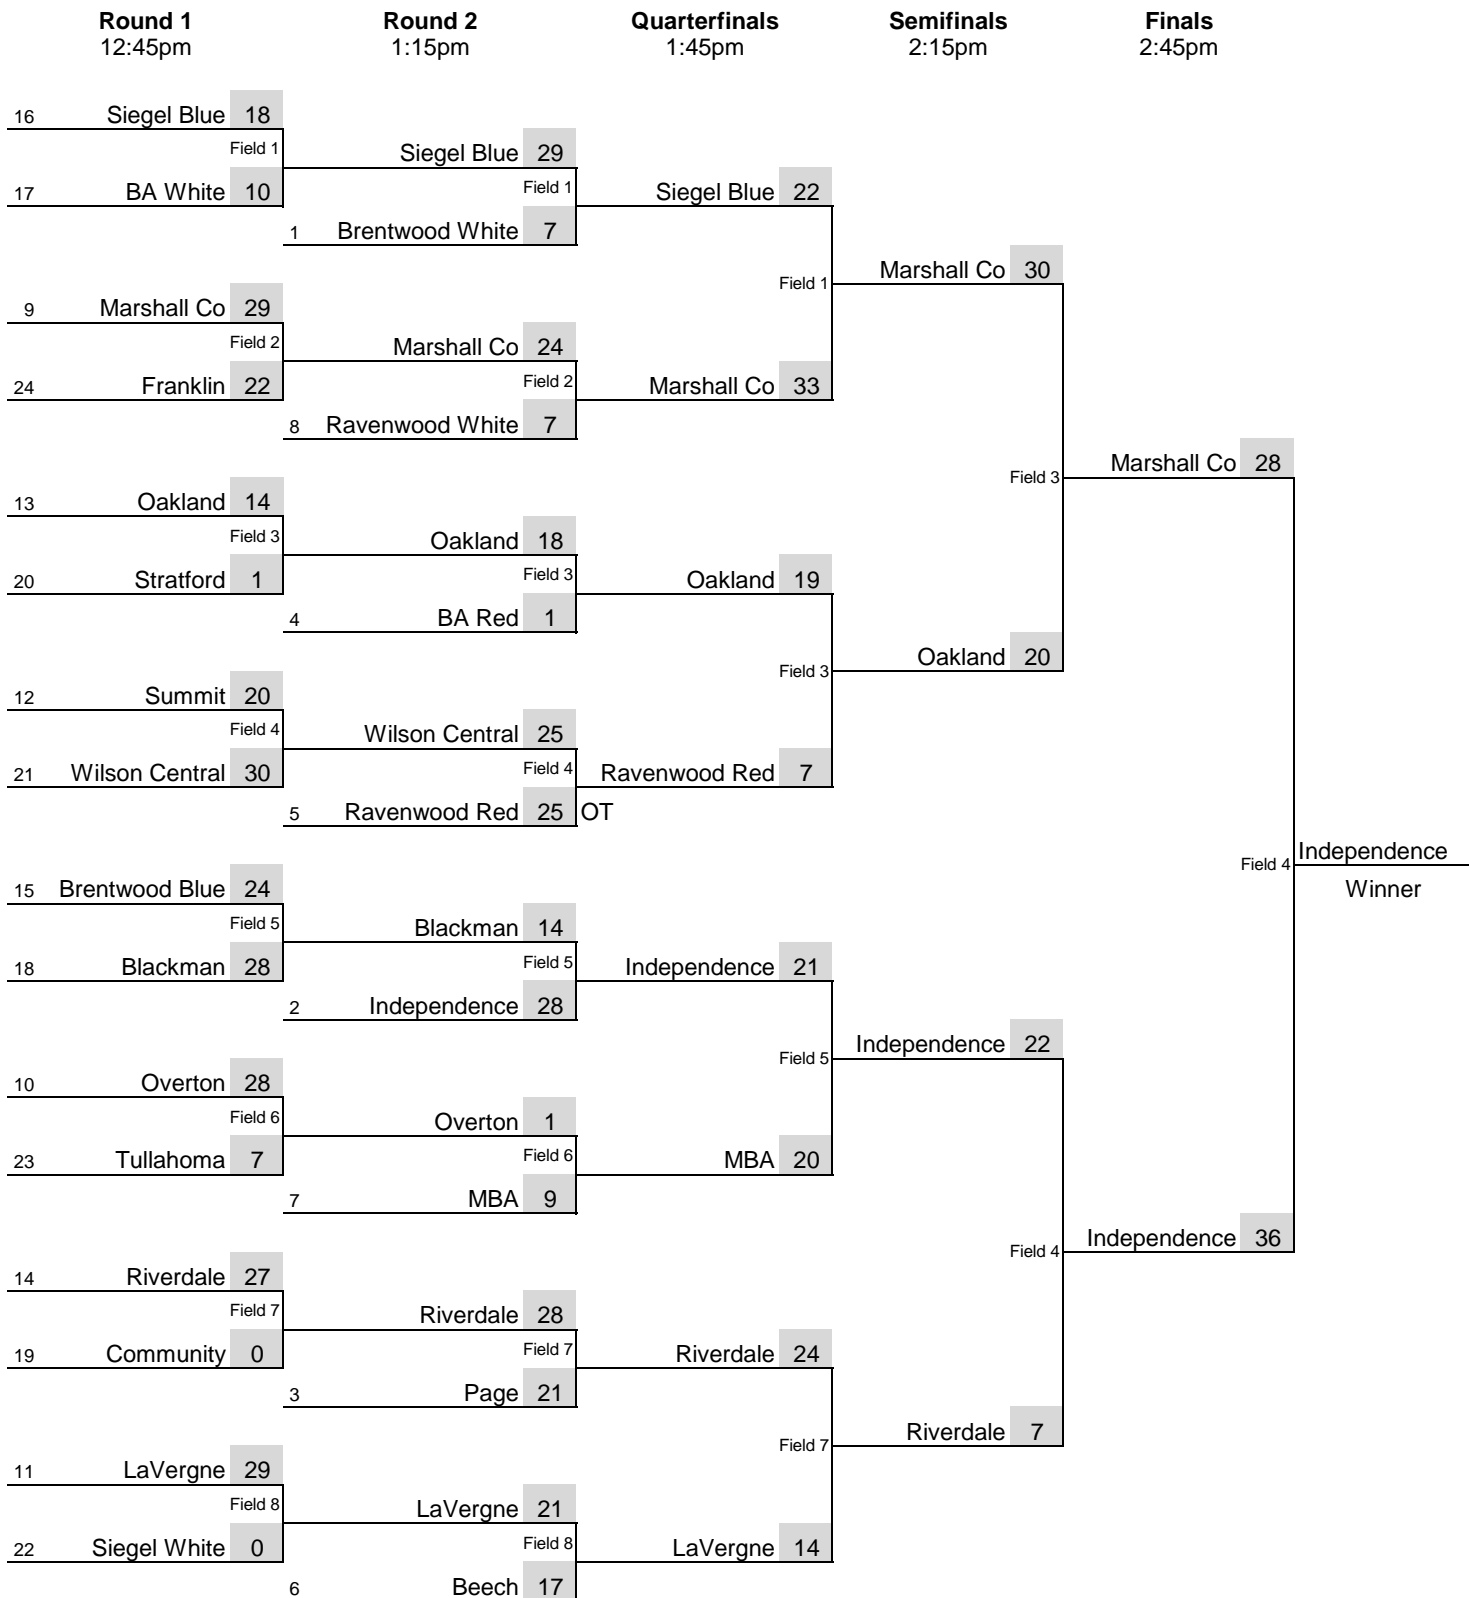 Round 1 Round 2 Quarterfinals Semifinals Finals
12:45pm 1:15pm 1:45pm 2:15pm 2:45pm
16 Siegel Blue 18
Field 1 Siegel Blue 29
17 BA White 10 Field 1 Siegel Blue 22
1 Brentwood White 7
Field 1 Marshall Co 30
9 Marshall Co 29
Field 2 Marshall Co 24
24 Franklin 22 Field 2 Marshall Co 33
8 Ravenwood White 7
Field 3 Marshall Co 28
13 Oakland 14
Field 3 Oakland 18
20 Stratford 1 Field 3 Oakland 19
4 BA Red 1
Field 3 Oakland 20
12 Summit 20
Field 4 Wilson Central 25
21 Wilson Central 30 Field 4 Ravenwood Red 7
5 Ravenwood Red 25 OT
Field 4 Independence
15 Brentwood Blue 24 Winner
Field 5 Blackman 14
18 Blackman 28 Field 5 Independence 21
2 Independence 28
Field 5 Independence 22
10 Overton 28
Field 6 Overton 1
23 Tullahoma 7 Field 6 MBA 20
7 MBA 9
Field 4 Independence 36
14 Riverdale 27
Field 7 Riverdale 28
19 Community 0 Field 7 Riverdale 24
3 Page 21
Field 7 Riverdale 7
11 LaVergne 29
Field 8 LaVergne 21
22 Siegel White 0 Field 8 LaVergne 14
6 Beech 17